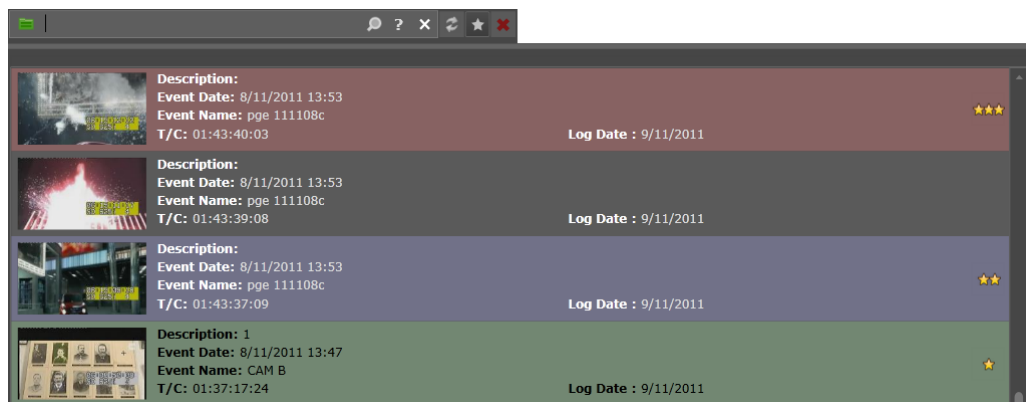 ?
Description:
Event Date: 8/11/2011 13:53
Event Name: pge 111108c
T/C: 01:43:40:03 Log Date : 9/11/2011
Description:
Event Date: 8/11/2011 13:53
Event Name: pge 111108c
T/C: 01:43:39:08 Log Date : 9/11/2011
Description:
Event Date: 8/11/2011 13:53
Event Name: pge 111108c
T/C: 01:43:37:09 Log Date : 9/11/2011
Description: 1
Event Date: 8/11/2011 13:47
Event Name: CAM B
T/C: 01:37:17:24 Log Date : 9/11/2011